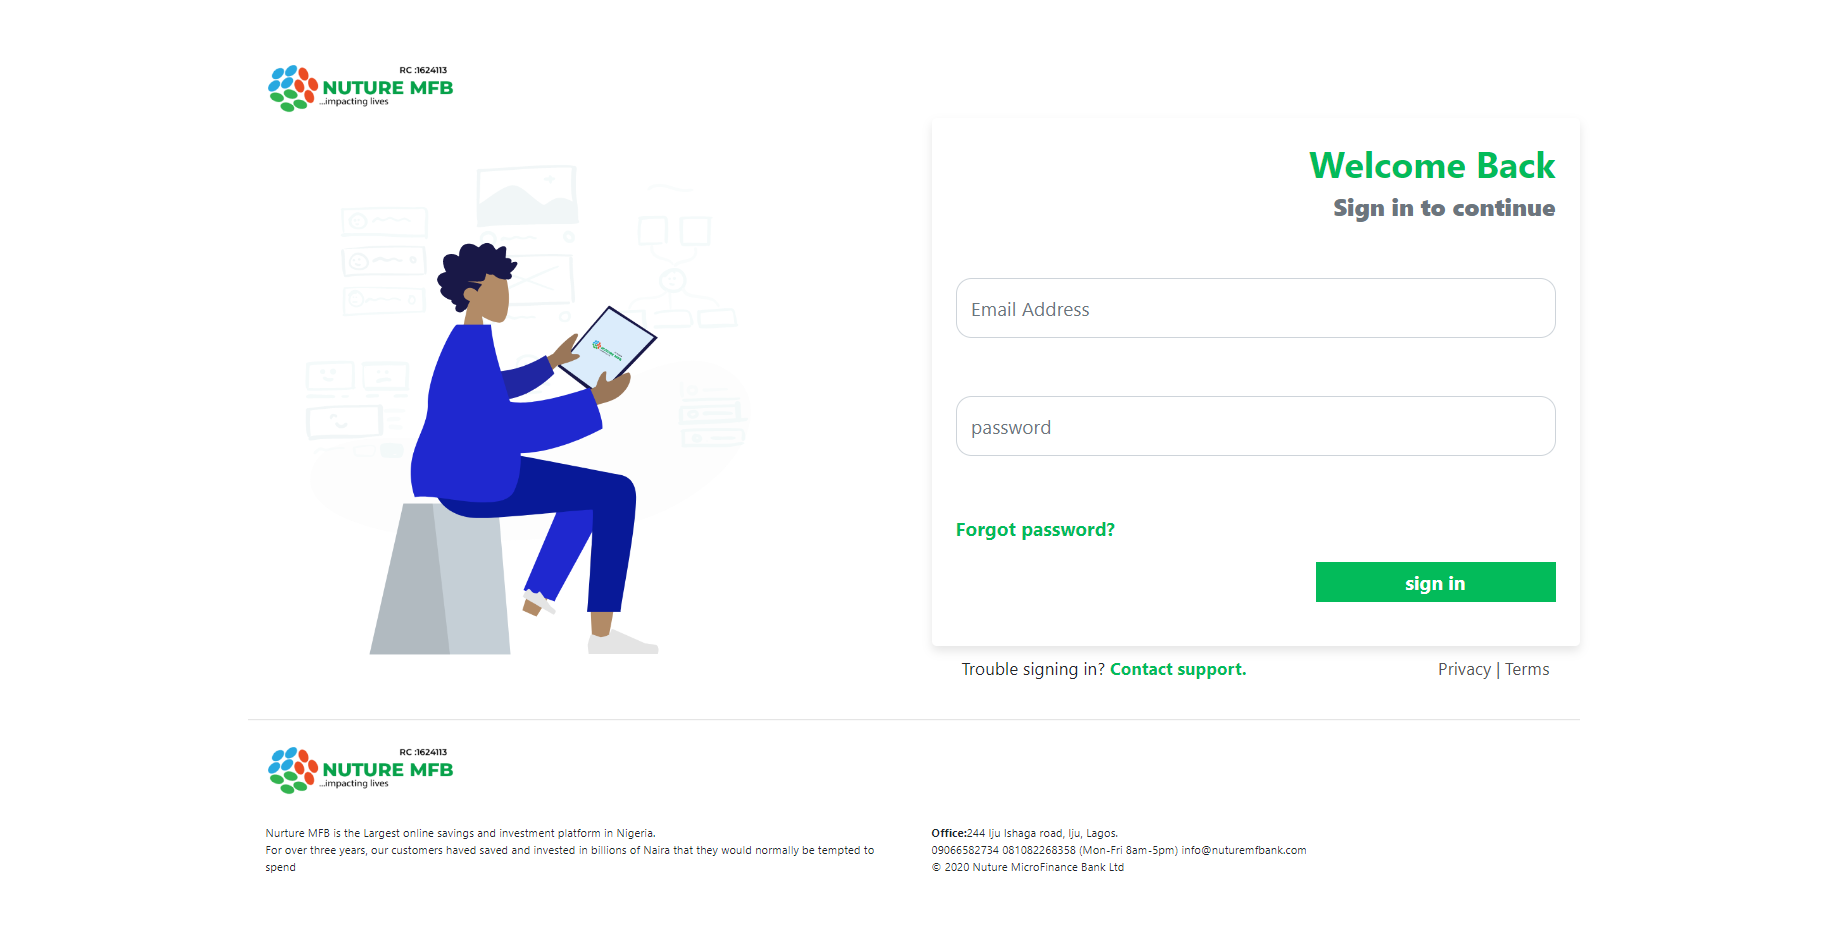 RC :1624113
NUTURE MFB
...impacting lives
Welcome Back
Sign in to continue
Email Address
password
Forgot password?
sign in
Trouble signing in? Contact support.
Privacy | Terms
RC :1624113
NUTURE MFB
...impacting lives
Nurture MFB is the Largest online savings and investment platform in Nigeria.
For over three years, our customers haved saved and invested in billions of Naira that they would normally be tempted to
spend
Office:244 Iju Ishaga road, Iju, Lagos.
09066582734 081082268358 (Mon-Fri 8am-5pm) info@nuturemfbank.com
© 2020 Nuture MicroFinance Bank Ltd